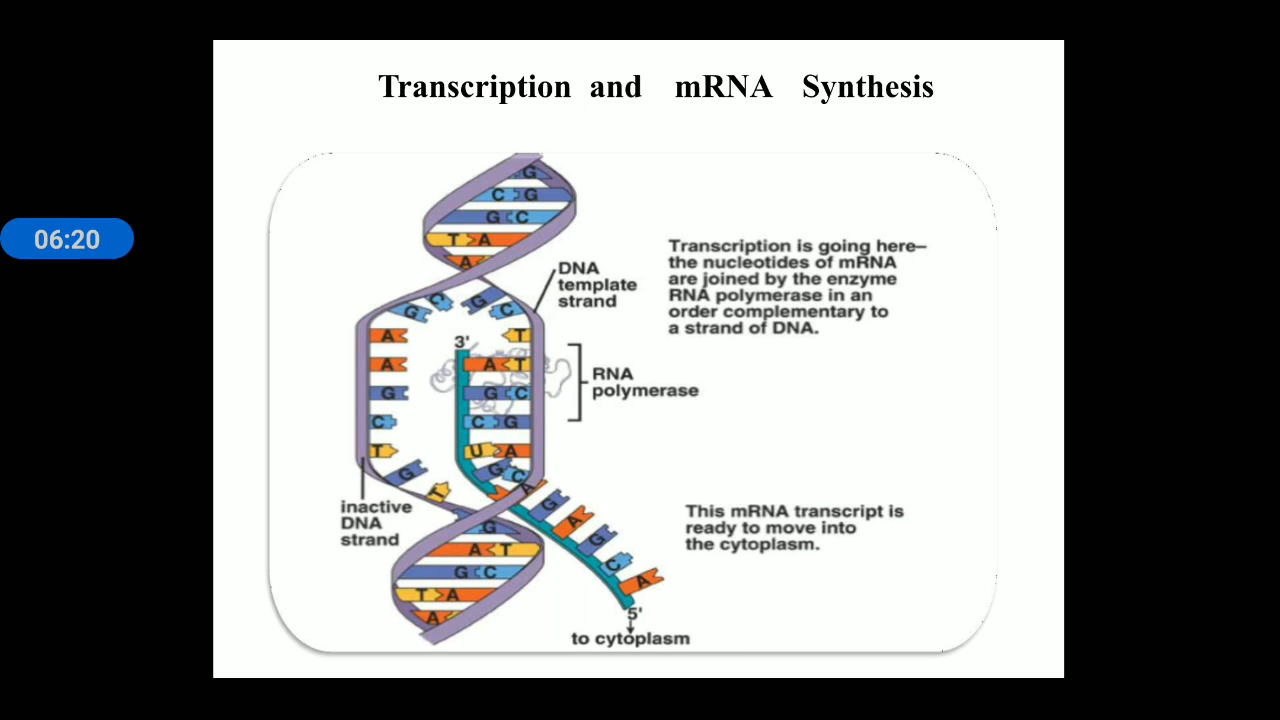 Transcription and mRNA Synthesis
06:20
G
C G
G C
T A
A
DNA
template
strand
Transcription is going here–
the nucleotides of mRNA
are joined by the enzyme
RNA polymerase in an
order complementary to
a strand of DNA.
G C G C
A T
3'
A A T
G G C
C C G
T U A
RNA
polymerase
G G C
T A
inactive
DNA
strand
G
A
G
C
A
This mRNA transcript is
ready to move into
the cytoplasm.
G
A T
G C
T A
A
5'
to cytoplasm